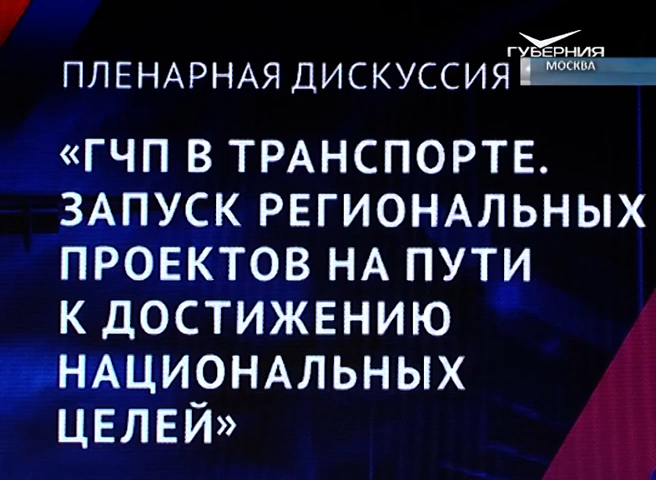 ГУБЕРНИЯ
МОСКВА
ПЛЕНАРНАЯ ДИСКУССИЯ
«ГЧП В ТРАНСПОРТЕ.
ЗАПУСК РЕГИОНАЛЬНЫХ
ПРОЕКТОВ НА ПУТИ
К ДОСТИЖЕНИЮ
НАЦИОНАЛЬНЫХ
ЦЕЛЕЙ»